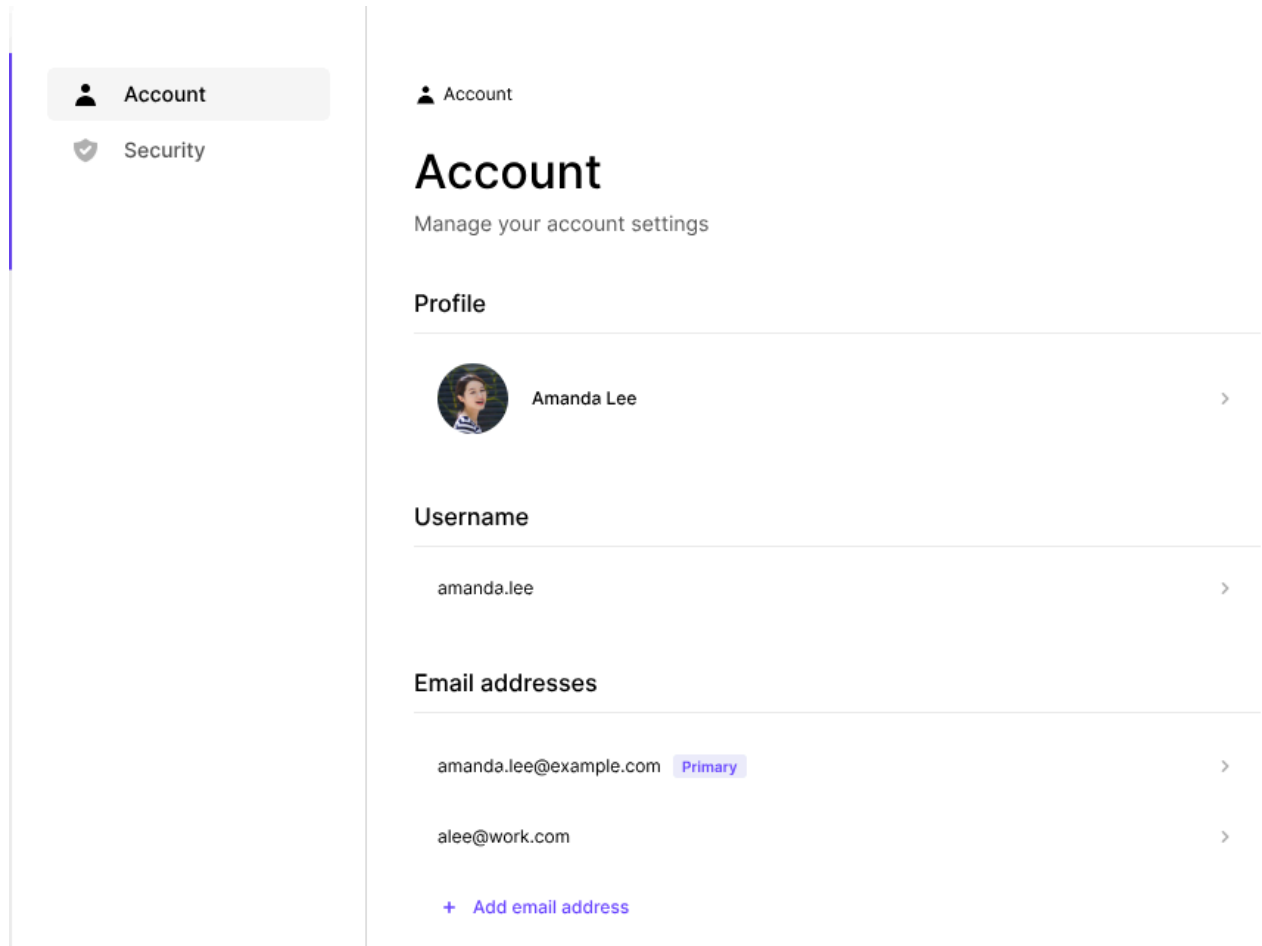 Account
Security
Account
Account
Manage your account settings
Profile
Amanda Lee
Username
amanda.lee
Email addresses
amanda.lee@example.com Primary
alee@work.com
+ Add email address